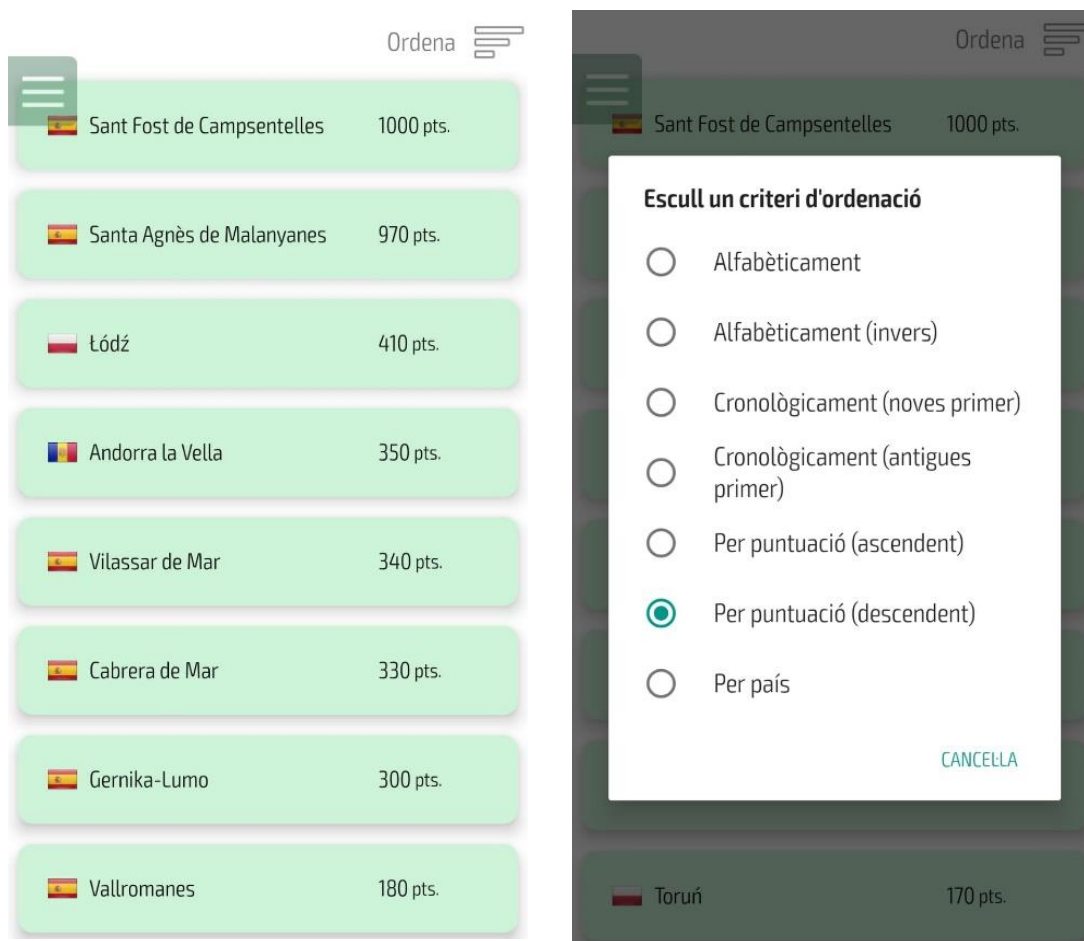 Ordena
Sant Fost de Campsentelles 1000 pts.
Santa Agnès de Malanyanes 970 pts.
Łódź 410 pts.
Andorra la Vella 350 pts.
Vilassar de Mar 340 pts.
Cabrera de Mar 330 pts.
Gernika-Lumo 300 pts.
Vallromanes 180 pts.
Ordena
Sant Fost de Campsentelles 1000 pts.
Escull un criteri d'ordenació
Alfabèticament
Alfabèticament (invers)
Cronològicament (noves primer)
Cronològicament (antigues
primer)
Per puntuació (ascendent)
Per puntuació (descendent)
Per país
CANCEL·LA
Toruń 170 pts.